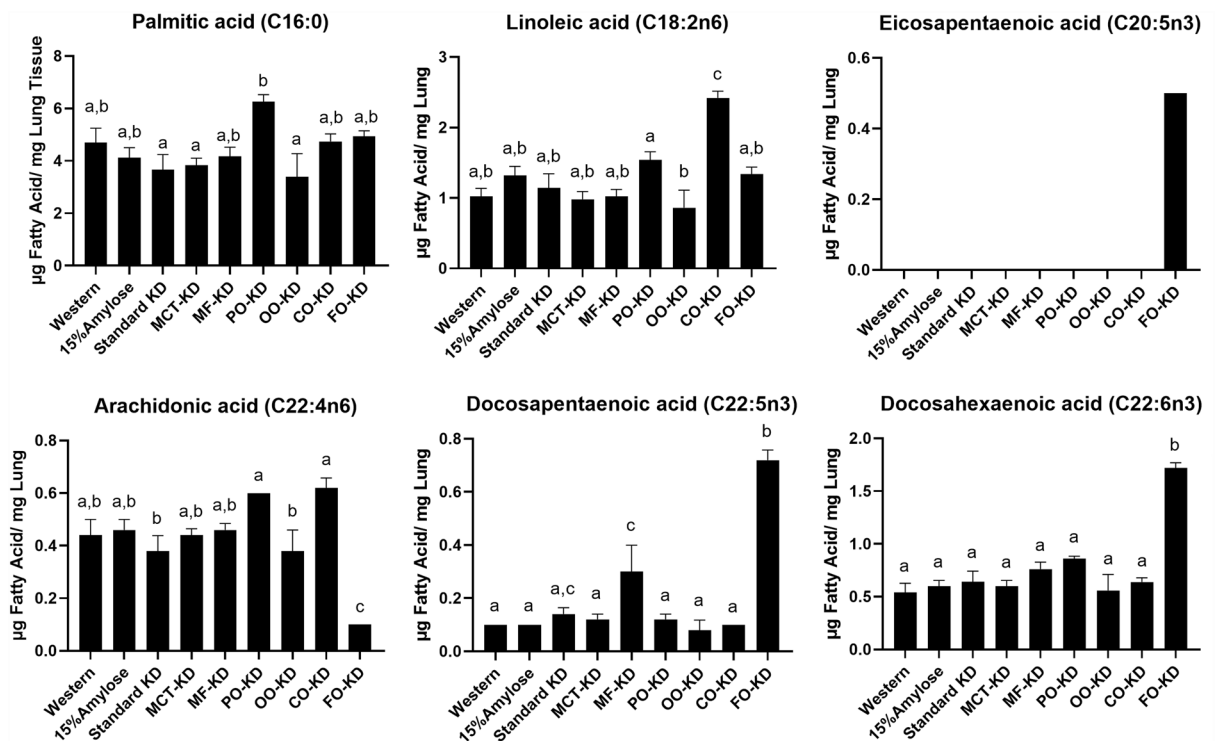 Palmitic acid (C16:0)
µg Fatty Acid/ mg Lung Tissue
8
6
4
2
0
a,b
a,b
a
a
a,b
b
a
a,b
a,b
Western
15%Amylose
Standard KD
MCT-KD
MF-KD
PO-KD
OO-KD
CO-KD
FO-KD
Linoleic acid (C18:2n6)
µg Fatty Acid/ mg Lung
3
2
1
0
a,b
a,b
a,b
a,b
a,b
a
b
c
a,b
Western
15%Amylose
Standard KD
MCT-KD
MF-KD
PO-KD
OO-KD
CO-KD
FO-KD
Eicosapentaenoic acid (C20:5n3)
µg Fatty Acid/ mg Lung
0.6
0.4
0.2
0.0
Western
15%Amylose
Standard KD
MCT-KD
MF-KD
PO-KD
OO-KD
CO-KD
FO-KD
Arachidonic acid (C22:4n6)
µg Fatty Acid/ mg Lung
0.8
0.6
0.4
0.2
0.0
a,b
a,b
b
a,b
a,b
a
b
a
c
Western
15%Amylose
Standard KD
MCT-KD
MF-KD
PO-KD
OO-KD
CO-KD
FO-KD
Docosapentaenoic acid (C22:5n3)
µg Fatty Acid/ mg Lung
0.8
0.6
0.4
0.2
0.0
a
a
a,c
a
c
a
a
a
b
Western
15%Amylose
Standard KD
MCT-KD
MF-KD
PO-KD
OO-KD
CO-KD
FO-KD
Docosahexaenoic acid (C22:6n3)
µg Fatty Acid/ mg Lung
2.0
1.5
1.0
0.5
0.0
a
a
a
a
a
a
a
a
b
Western
15%Amylose
Standard KD
MCT-KD
MF-KD
PO-KD
OO-KD
CO-KD
FO-KD